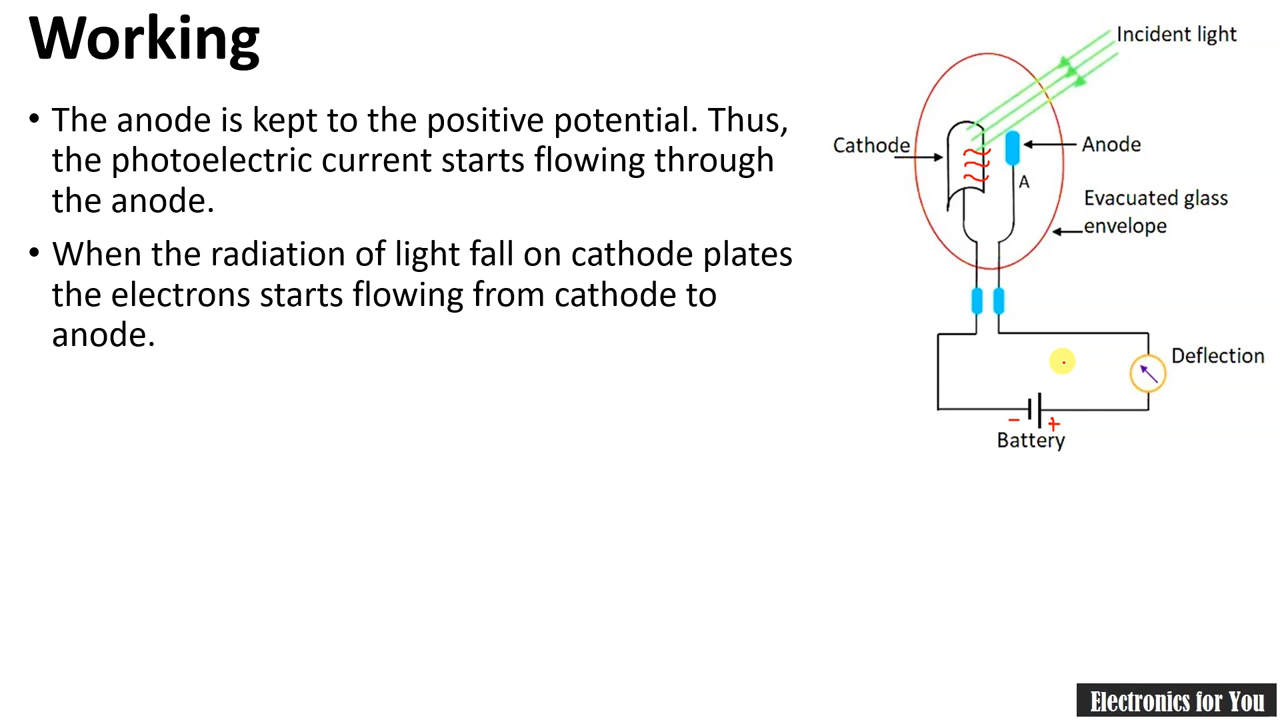 Working
• The anode is kept to the positive potential. Thus,
the photoelectric current starts flowing through
the anode.
• When the radiation of light fall on cathode plates
the electrons starts flowing from cathode to
anode.
Incident light
Cathode
Anode
A
Evacuated glass
envelope
Deflection
− +
Battery
Electronics for You